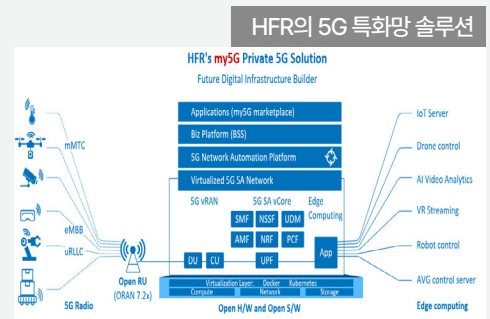 HFR의 5G 특화망 솔루션
HFR's my5G Private 5G Solution
Future Digital Infrastructure Builder
Applications (my5G marketplace)
Biz Platform (BSS)
5G Network Automation Platform
Virtualized 5G SA Network
5G vRAN
5G SA vCore
Edge
Computing
SMF
NSSF
UDM
AMF
NRF
PCF
DU
CU
UPF
App
Virtualization Layer: Docker Kubernetes
Compute
Network
Storage
mMTC
eMBB
uRLLC
Open RU
(ORAN 7.2x)
5G Radio
Open H/W and Open S/W
IoT Server
Drone control
AI Video Analytics
VR Streaming
Robot control
AVG control server
Edge computing